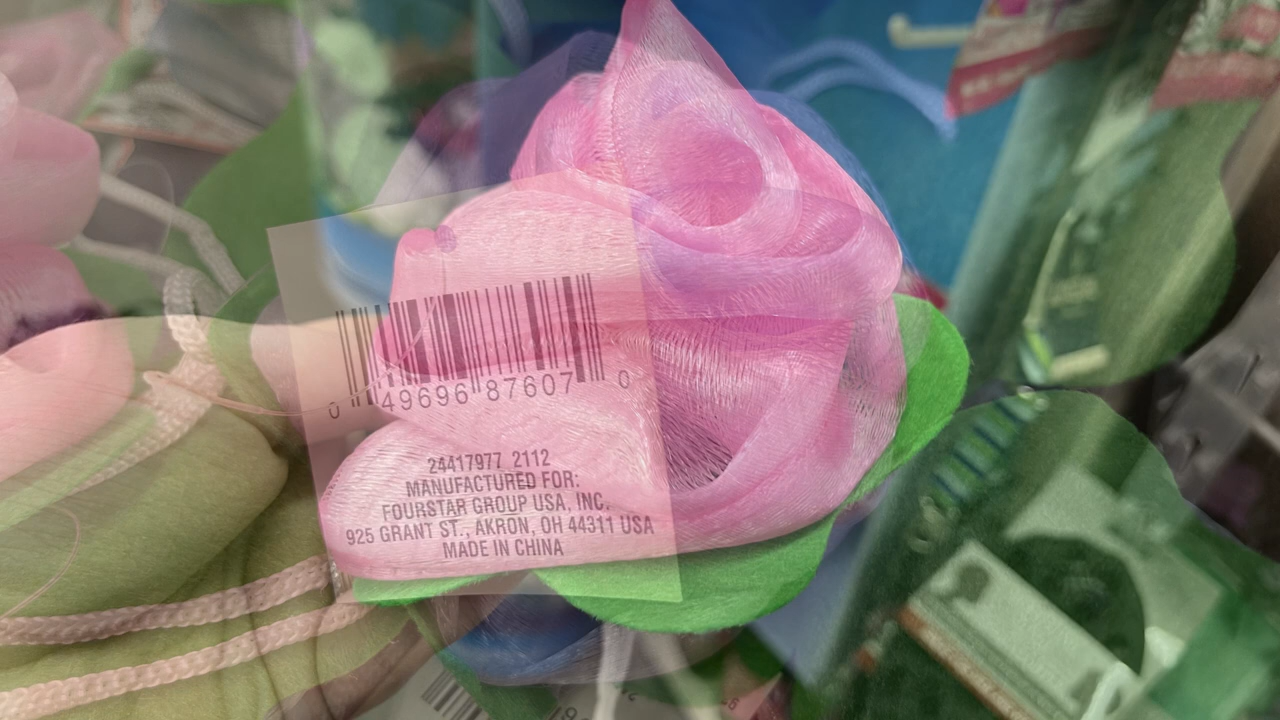 0 49696 87607 0
24417977 2112
MANUFACTURED FOR:
FOURSTAR GROUP USA, INC.
925 GRANT ST., AKRON, OH 44311 USA
MADE IN CHINA